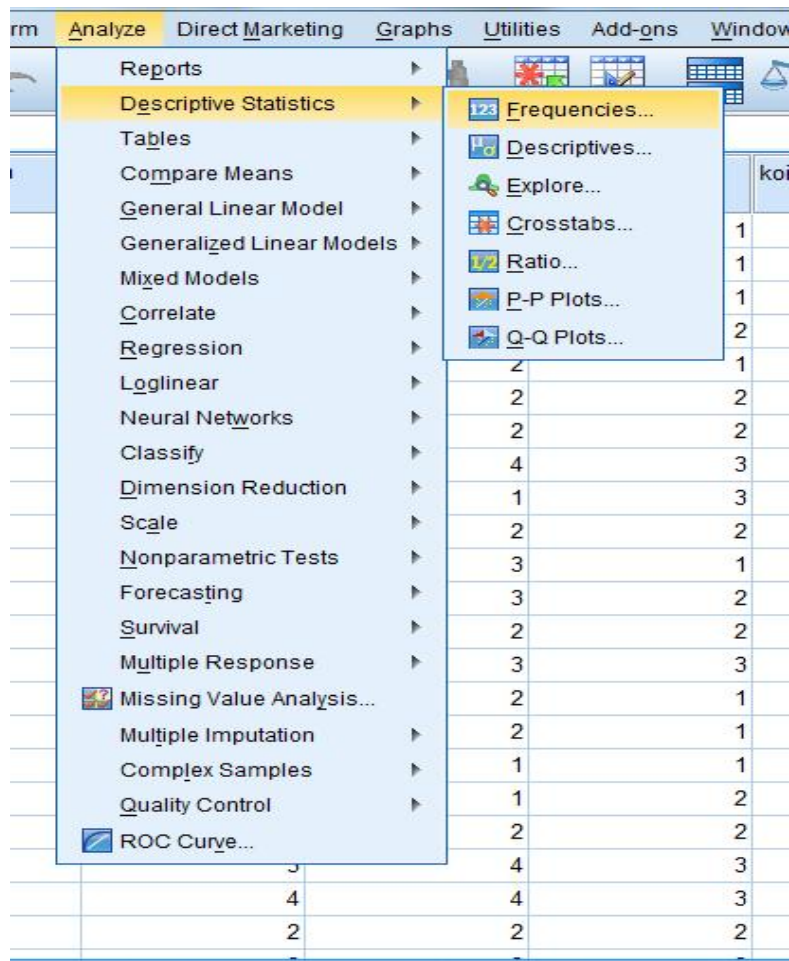 rm Analyze Direct Marketing Graphs Utilities Add-ons Window
Reports
Descriptive Statistics
Tables
Compare Means
General Linear Model
Generalized Linear Models
Mixed Models
Correlate
Regression
Loglinear
Neural Networks
Classify
Dimension Reduction
Scale
Nonparametric Tests
Forecasting
Survival
Multiple Response
Missing Value Analysis...
Multiple Imputation
Complex Samples
Quality Control
ROC Curve...
123 Frequencies...
Descriptives...
Explore...
Crosstabs...
1/2 Ratio...
P-P Plots...
Q-Q Plots...
koi
1
1
1
2
2 1
2 2
2 2
4 3
1 3
2 2
3 1
3 2
2 2
3 3
2 1
2 1
1 1
1 2
2 2
4 3
4 4 3
2 2 2